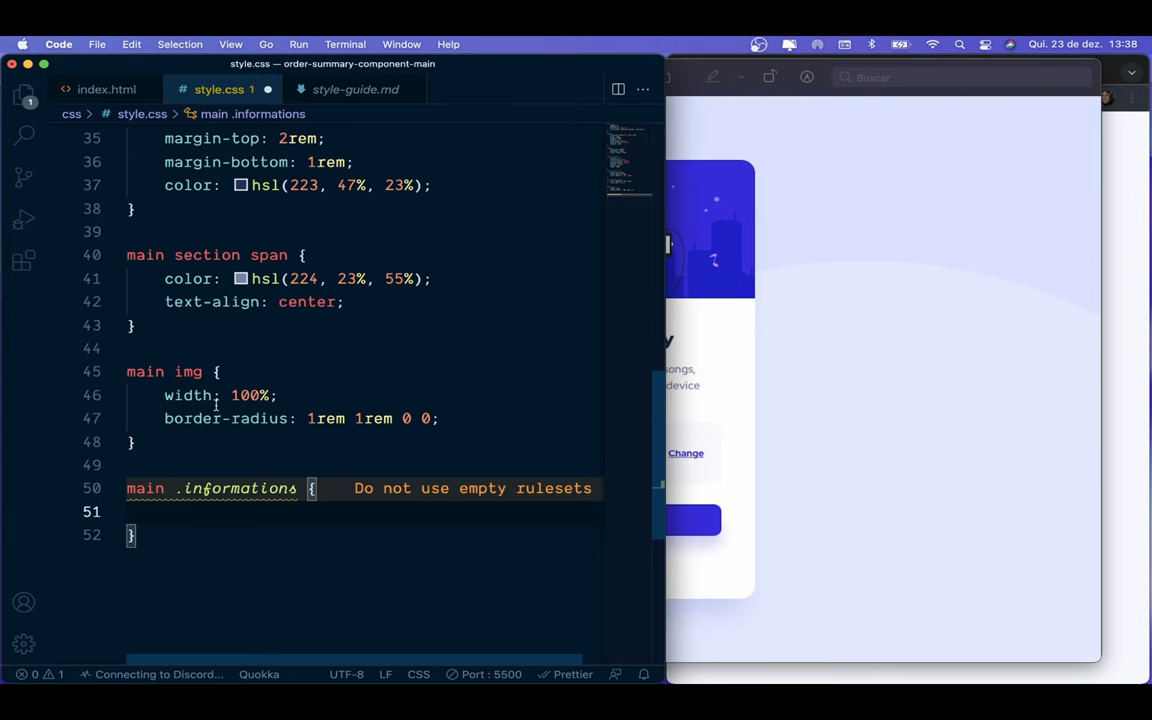 Code File Edit Selection View Go Run Terminal Window Help Qui. 23 de dez. 13:38
style.css — order-summary-component-main
<> index.html # style.css 1 style-guide.md ...
Buscar
css > # style.css > main .informations
1
35 margin-top: 2rem;
36 margin-bottom: 1rem;
37 color: hsl(223, 47%, 23%);
38 }
39
40 main section span {
41 color: hsl(224, 23%, 55%);
42 text-align: center;
43 }
44
45 main img {
46 width: 100%;
47 border-radius: 1rem 1rem 0 0;
48 }
49
50 main .informations { Do not use empty rulesets
51
52 }
y
songs,
device
Change
0 1 Connecting to Discord... Quokka UTF-8 LF CSS Port : 5500 Prettier